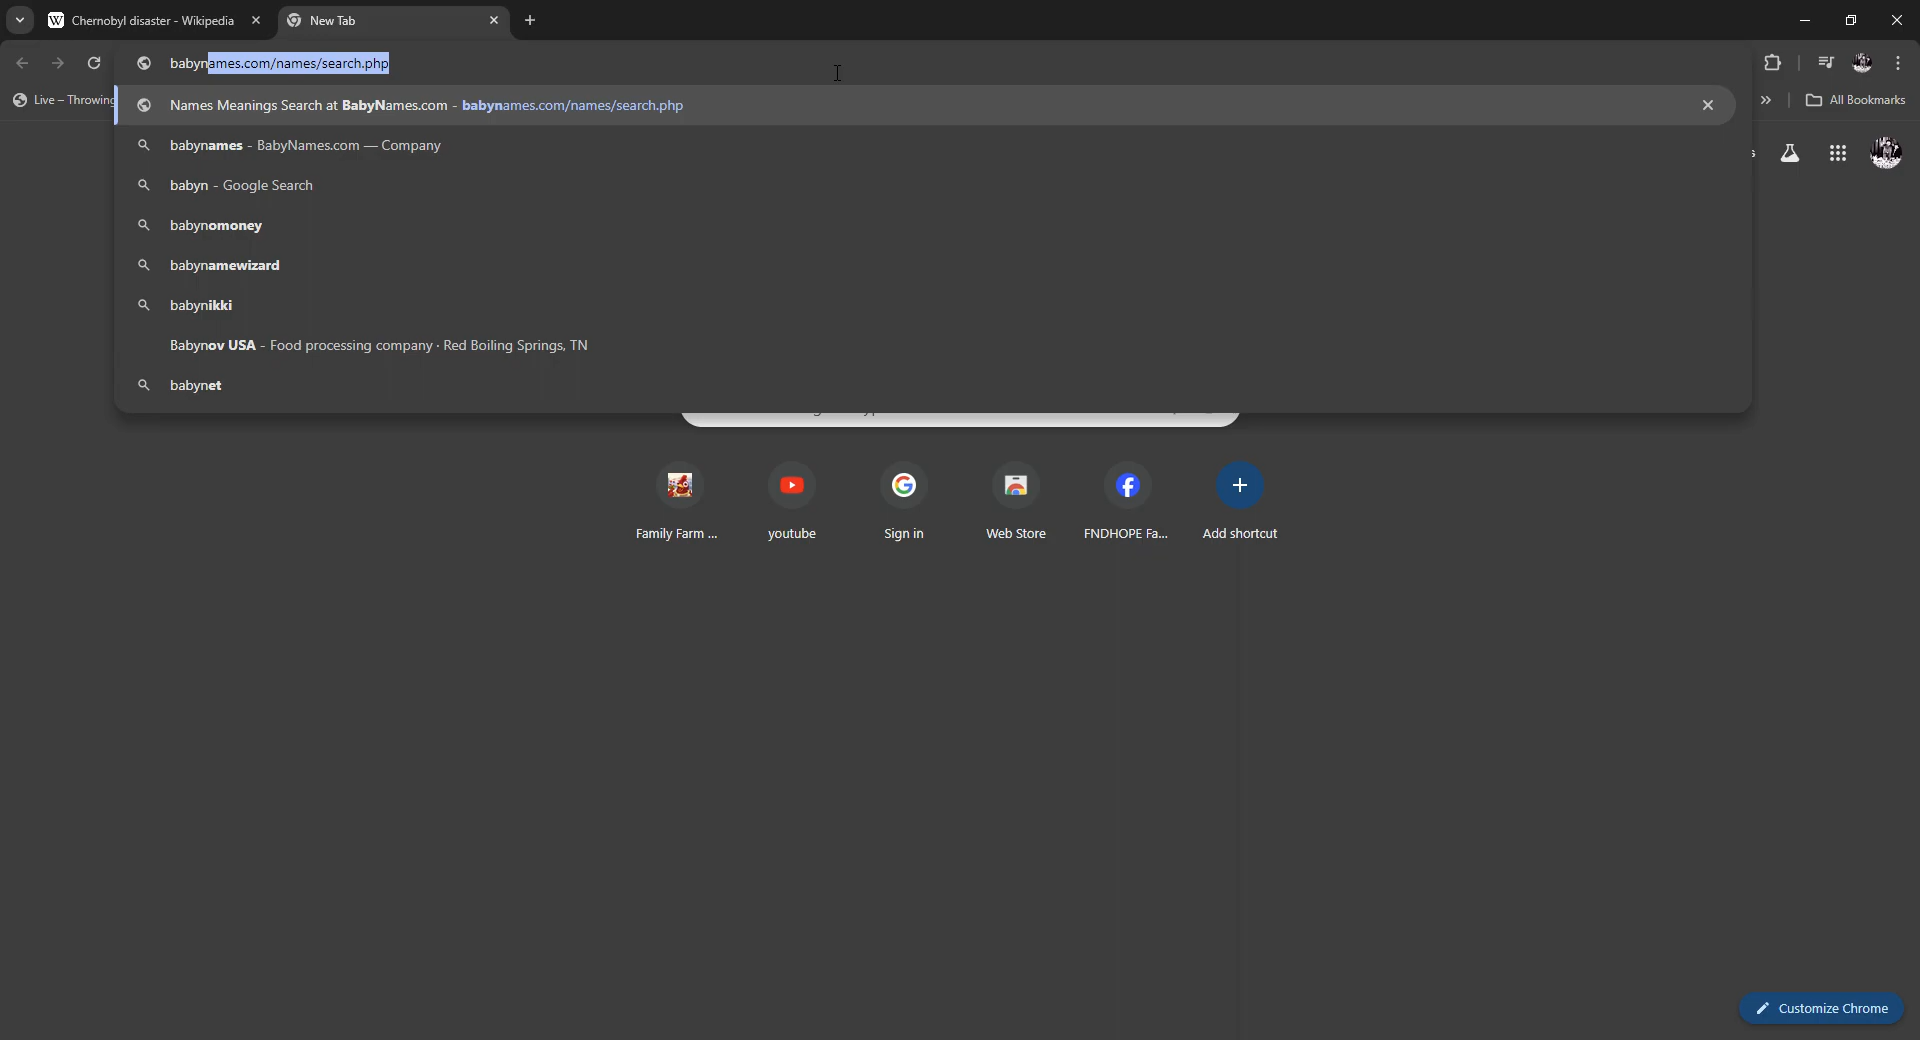 Chernobyl disaster - Wikipedia
New Tab
babynames.com/names/search.php
Live – Throwing
Names Meanings Search at BabyNames.com - babynames.com/names/search.php
All Bookmarks
babynames - BabyNames.com — Company
s
babyn - Google Search
babynomoney
babynamewizard
babynikki
Babynov USA - Food processing company · Red Boiling Springs, TN
babynet
Family Farm ...
youtube
Sign in
Web Store
FNDHOPE Fa...
Add shortcut
Customize Chrome